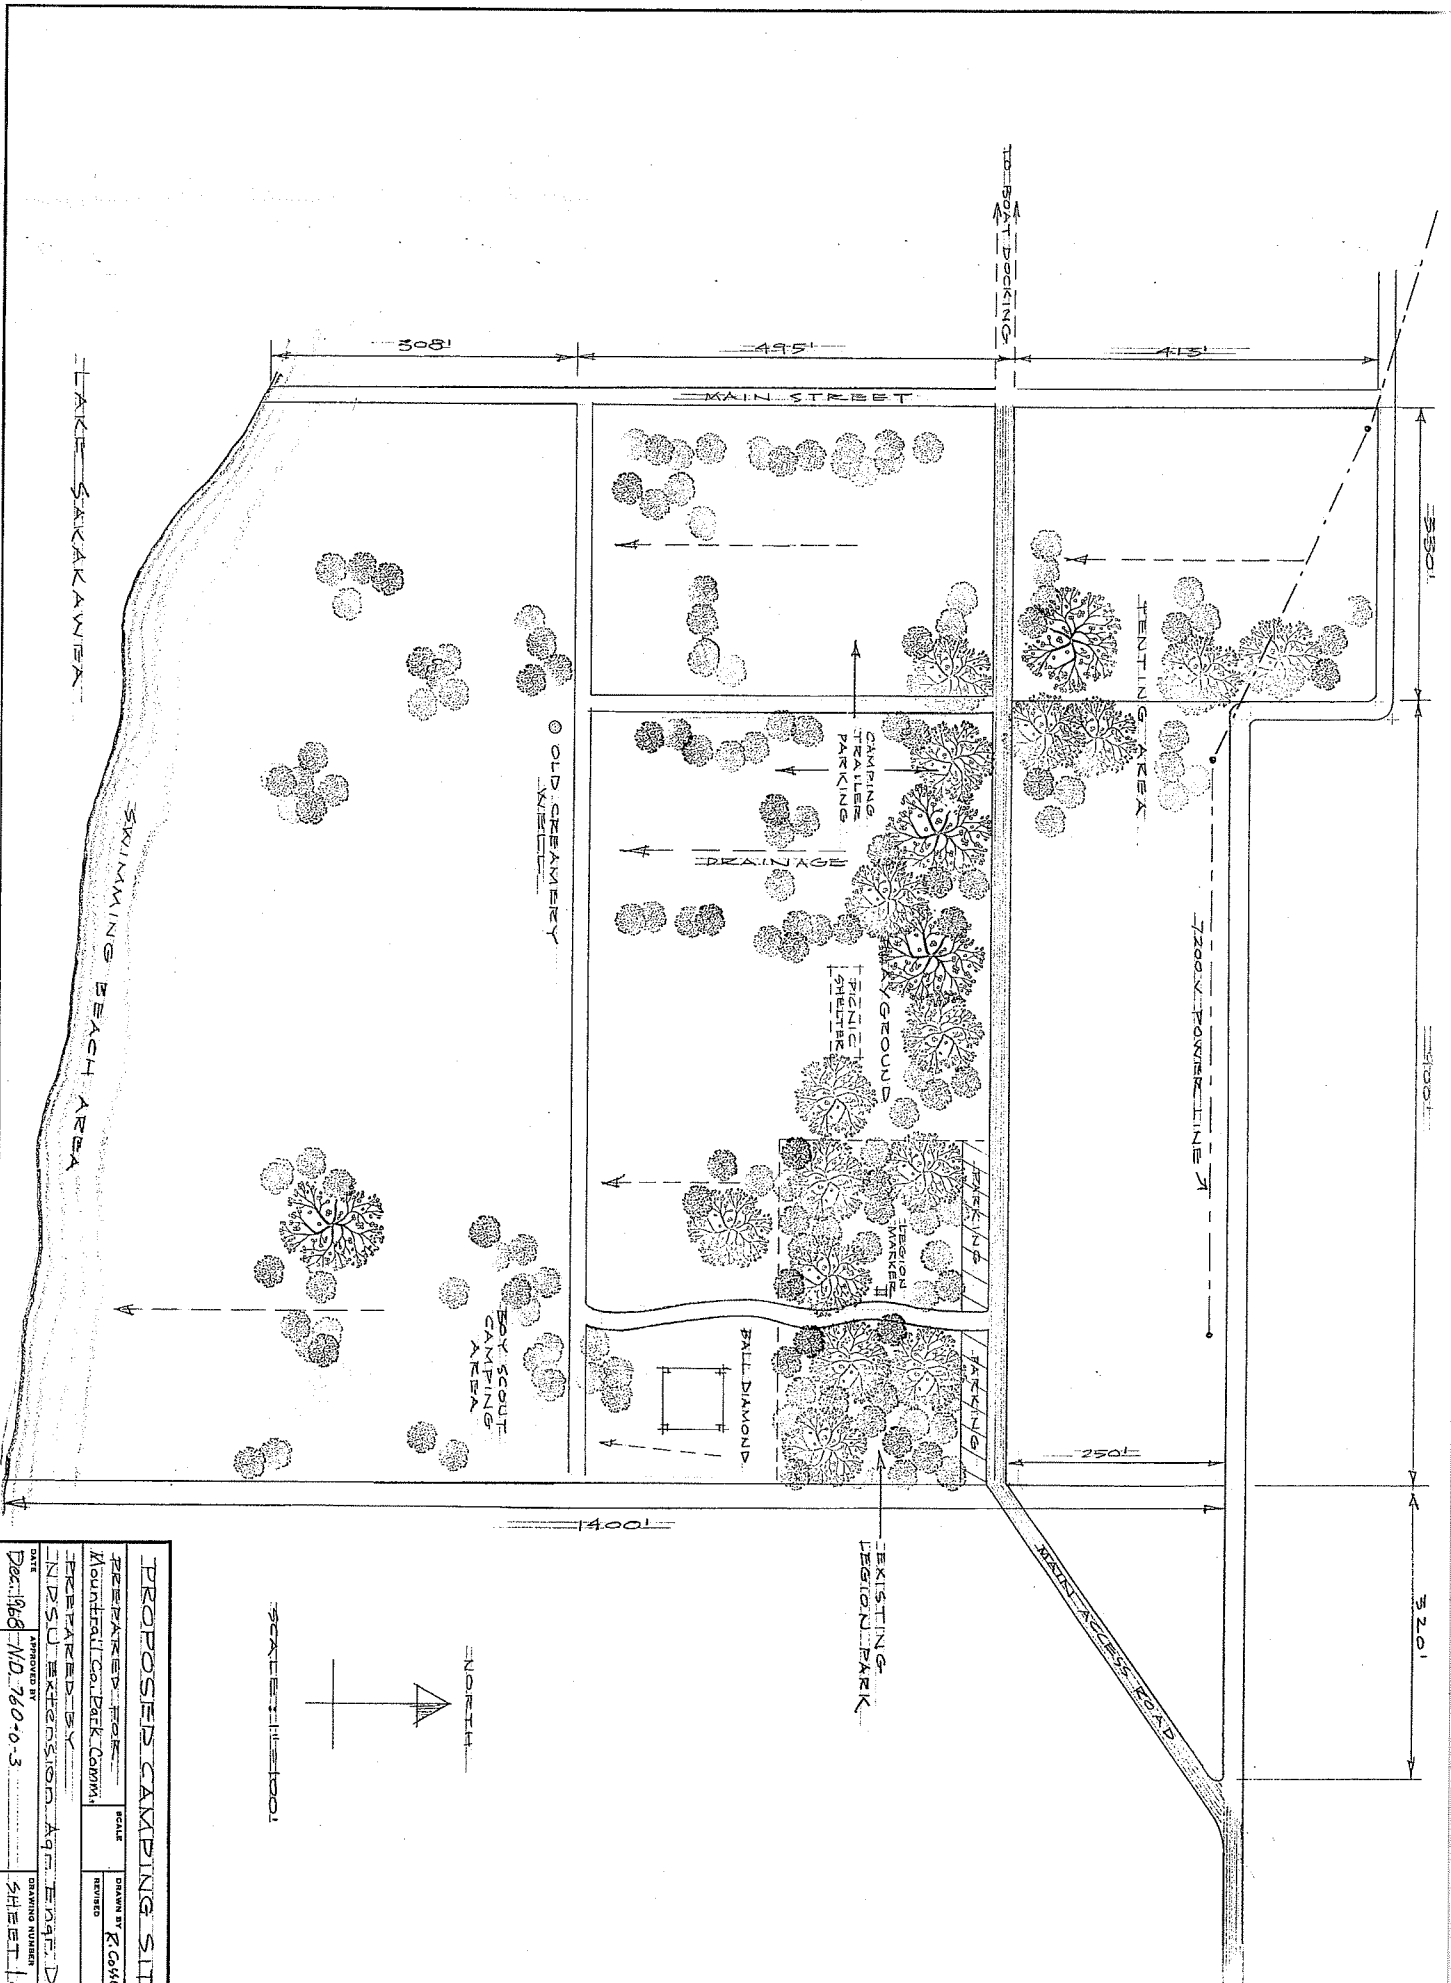 TO BOAT DOCKING
308'
495'
413'
MAIN STREET
330'
900'
320'
LAKE SAKAKAWEA
TENTING AREA
CAMPING
TRAILER
PARKING
OLD CREAMERY
WELL
DRAINAGE
SWIMMING BEACH AREA
7200 V POWER LINE
PICNIC
SHELTER
PARKING
LEGION
MARKER
BOY SCOUT
CAMPING
AREA
BALL DIAMOND
PARKING
250'
1400'
EXISTING
LEGION PARK
MAIN ACCESS ROAD
NORTH
SCALE: 1"=100'
PROPOSED CAMPING
PREPARED FOR
Mountrail Co. Park Comm.
SCALE
DRAWN BY
REVISED
PREPARED BY
NDSU Extension Agr. Engr.
DATE
Dec. 1968
APPROVED BY
N.D. 760-0-3
DRAWING NUMBER
SHEET 1